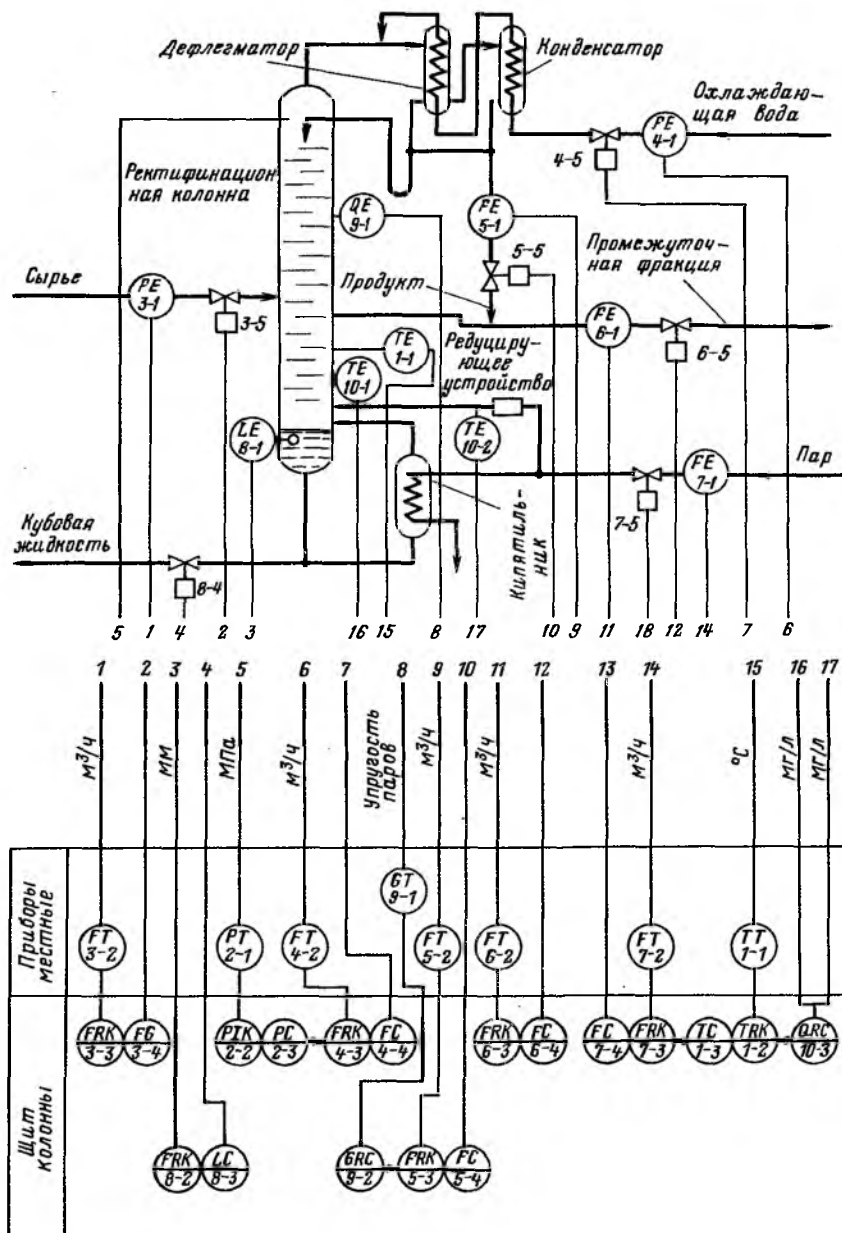 Дефлегматор
Конденсатор
Охлаждаю-
щая вода
FE
4-1
4-5
Ректификацион
ная колонна
QE
9-1
FE
5-1
5-5
Промежуточ-
ная фракция
Сырье
PE
3-1
3-5
Продукт
FE
6-1
6-5
TE
1-1
TE
10-1
Редуцирую-
ющее
устройство
LE
8-1
TE
10-2
FE
7-1
Пар
7-5
Кубовая
жидкость
8-4
Кипятиль-
ник
5 1 4 2 3 16 15 8 17 10 9 11 18 12 14 7 6
1 2 3 4 5 6 7 8 9 10 11 12 13 14 15 16 17
м³/ч
мм
мПа
м³/ч
Упругость
паров
м³/ч
м³/ч
м³/ч
°C
мг/л
мг/л
Приборы
местные
GT
9-1
FT
3-2
PT
2-1
FT
4-2
FT
5-2
FT
6-2
FT
7-2
TT
1-1
Щит
колонны
FRK
3-3
FG
3-4
PIK
2-2
PC
2-3
FRK
4-3
FC
4-4
FRK
6-3
FC
6-4
FC
7-4
FRK
7-3
TC
1-3
TRK
1-2
QRC
10-3
FRK
8-2
LC
8-3
GRC
9-2
FRK
5-3
FC
5-4